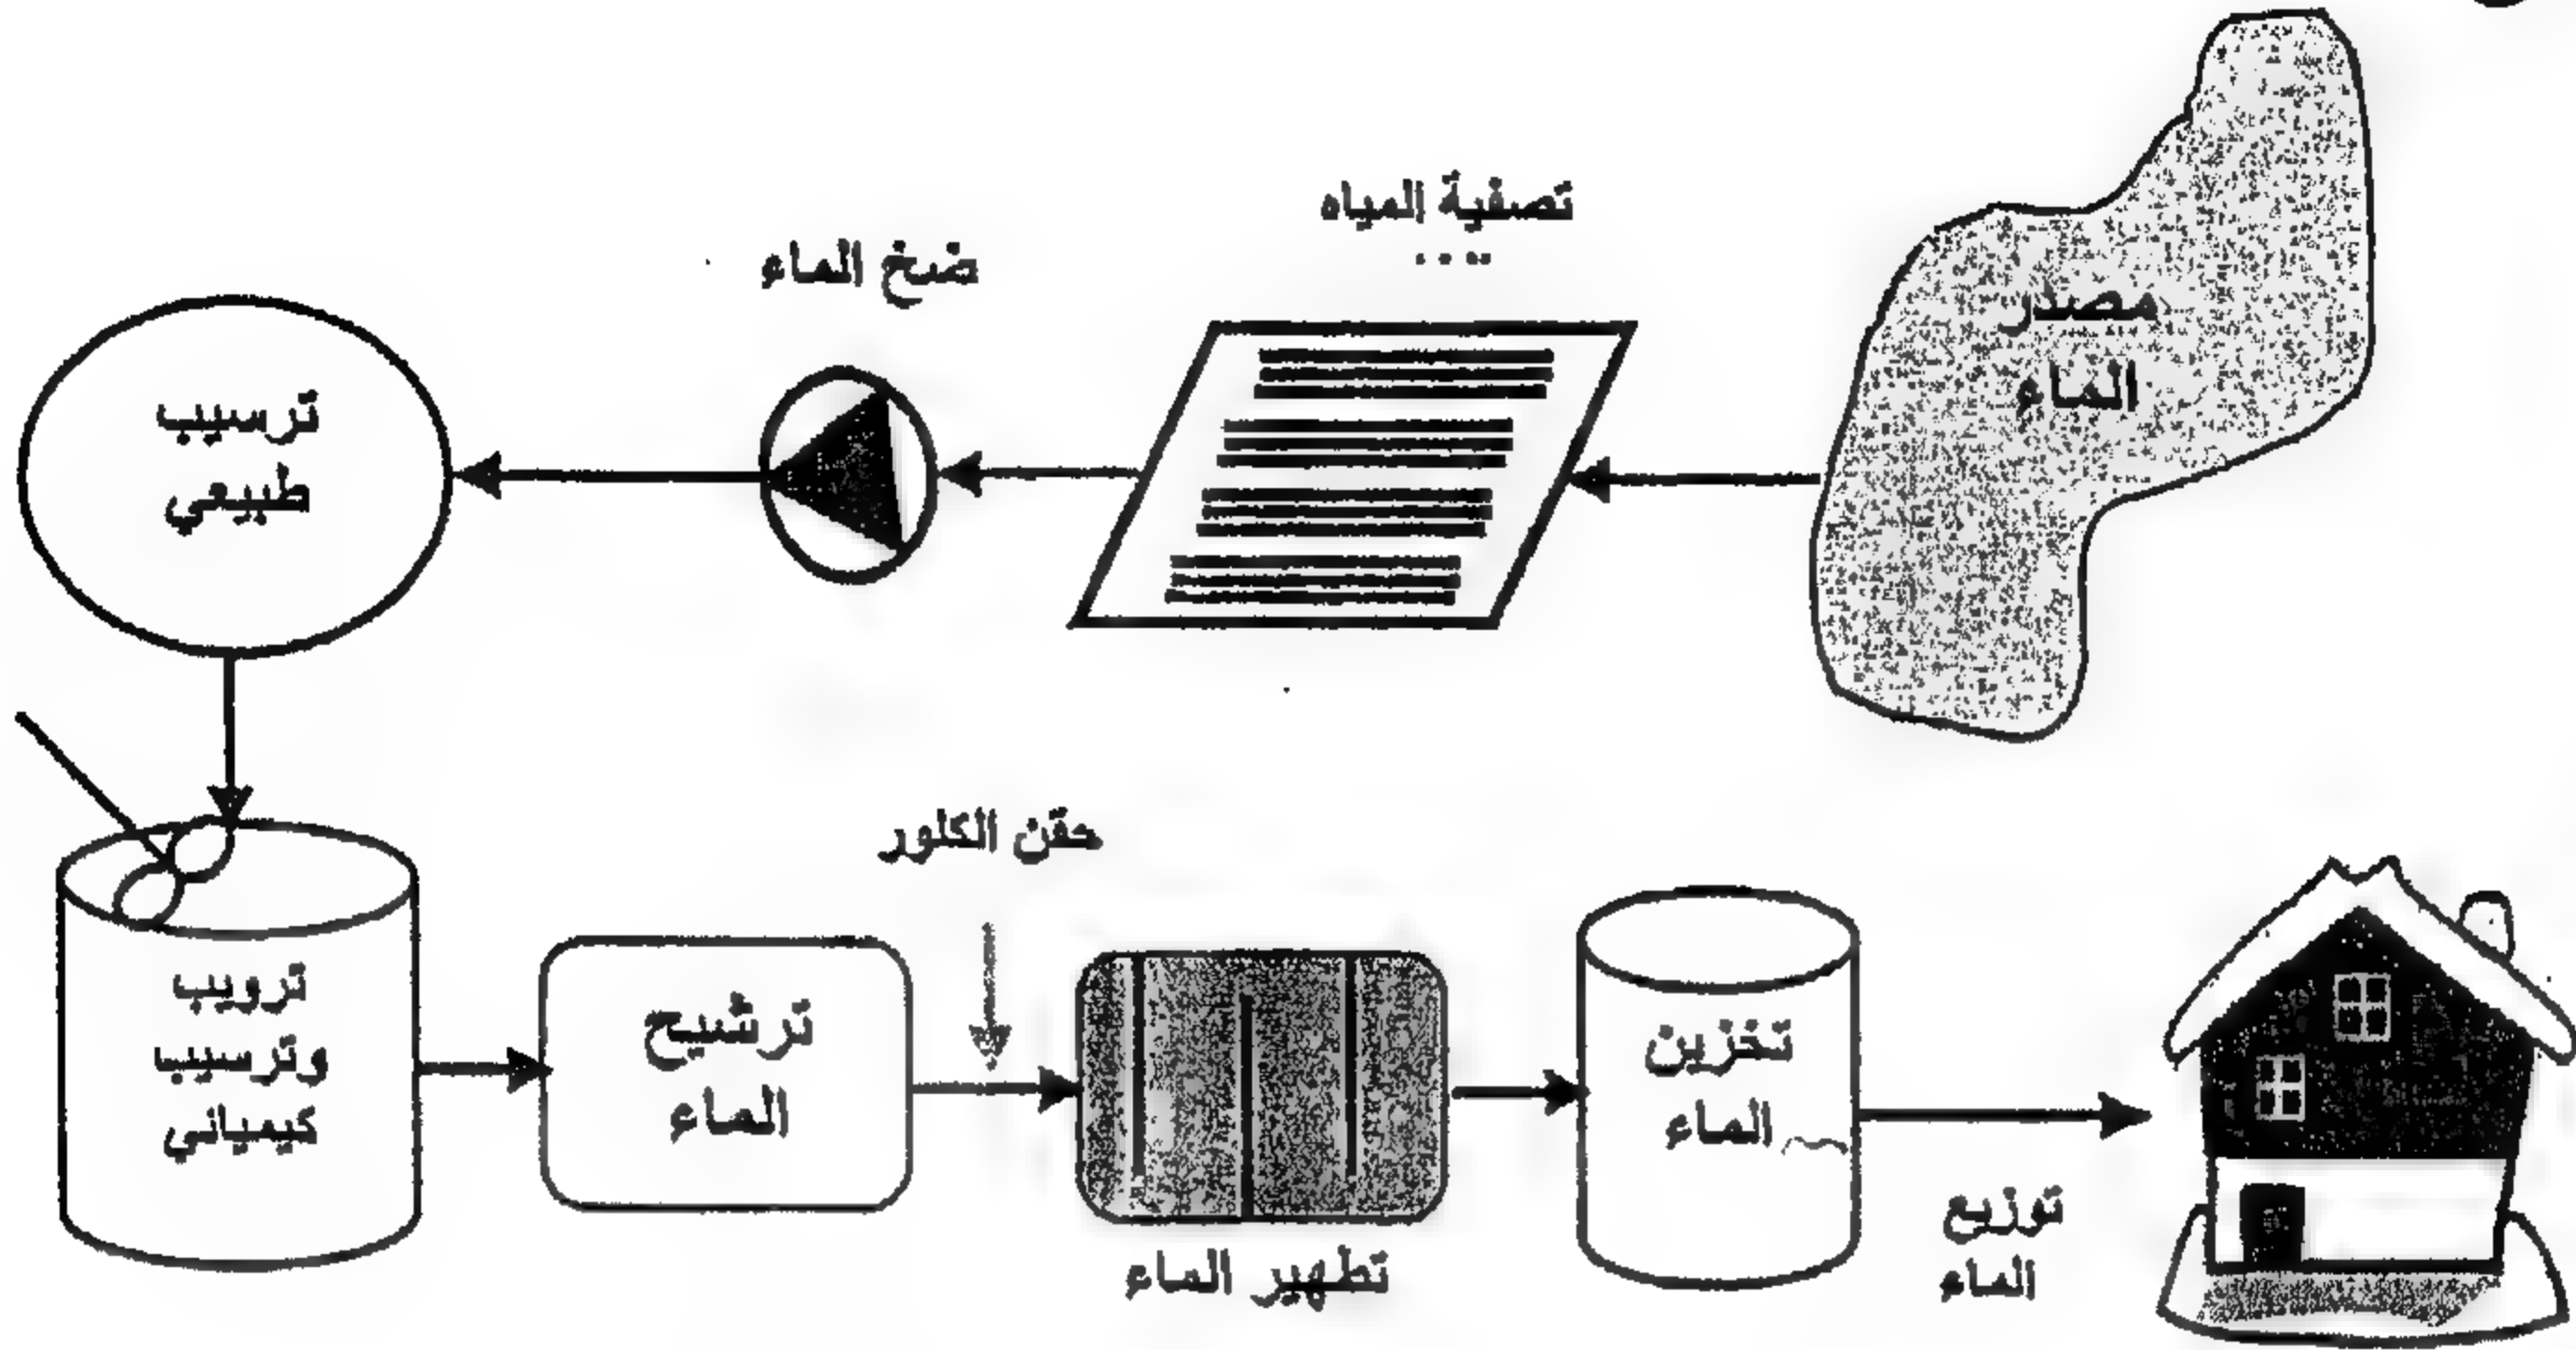 مصدر
الماء
تصفية المياه
....
ضخ الماء
ترسيب
طبيعي
ترويب
وترسيب
كيميائي
ترشيح
الماء
حقن الكلور
تطهير الماء
تخزين
الماء
توزيع
الماء